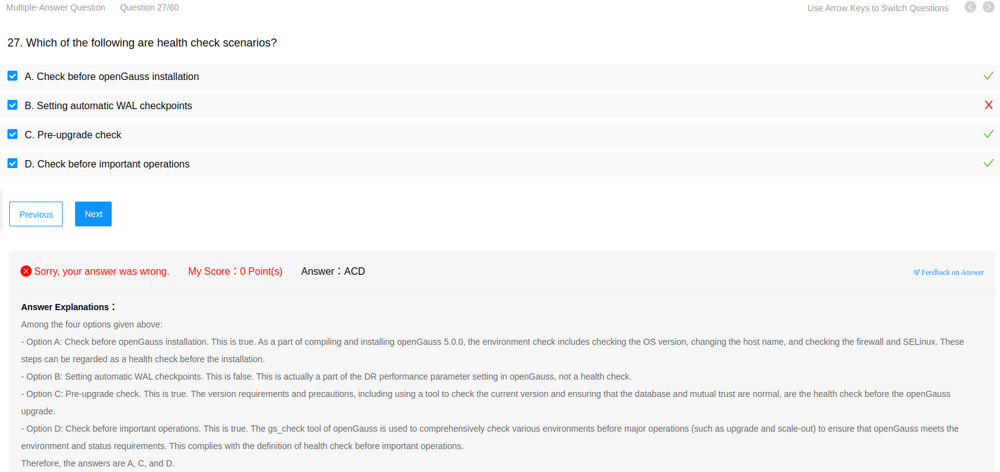 Multiple-Answer Question Question 27/60 Use Arrow Keys to Switch Questions
27. Which of the following are health check scenarios?
A. Check before openGauss installation
B. Setting automatic WAL checkpoints
C. Pre-upgrade check
D. Check before important operations
Previous Next
Sorry, your answer was wrong. My Score：0 Point(s) Answer：ACD Feedback on Answer
Answer Explanations：
Among the four options given above:
- Option A: Check before openGauss installation. This is true. As a part of compiling and installing openGauss 5.0.0, the environment check includes checking the OS version, changing the host name, and checking the firewall and SELinux. These
steps can be regarded as a health check before the installation.
- Option B: Setting automatic WAL checkpoints. This is false. This is actually a part of the DR performance parameter setting in openGauss, not a health check.
- Option C: Pre-upgrade check. This is true. The version requirements and precautions, including using a tool to check the current version and ensuring that the database and mutual trust are normal, are the health check before the openGauss
upgrade.
- Option D: Check before important operations. This is true. The gs_check tool of openGauss is used to comprehensively check various environments before major operations (such as upgrade and scale-out) to ensure that openGauss meets the
environment and status requirements. This complies with the definition of health check before important operations.
Therefore, the answers are A, C, and D.